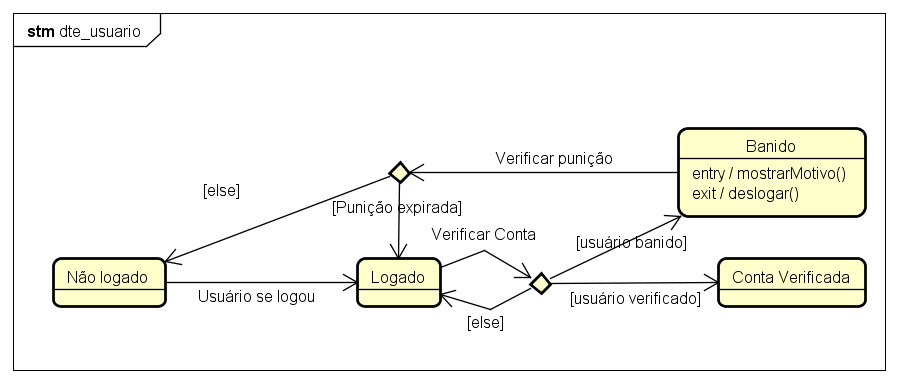 stm dte_usuario
Banido
entry / mostrarMotivo()
exit / deslogar()
Verificar punição
[else]
[Punição expirada]
Verificar Conta
[usuário banido]
Não logado
Logado
Conta Verificada
Usuário se logou
[usuário verificado]
[else]